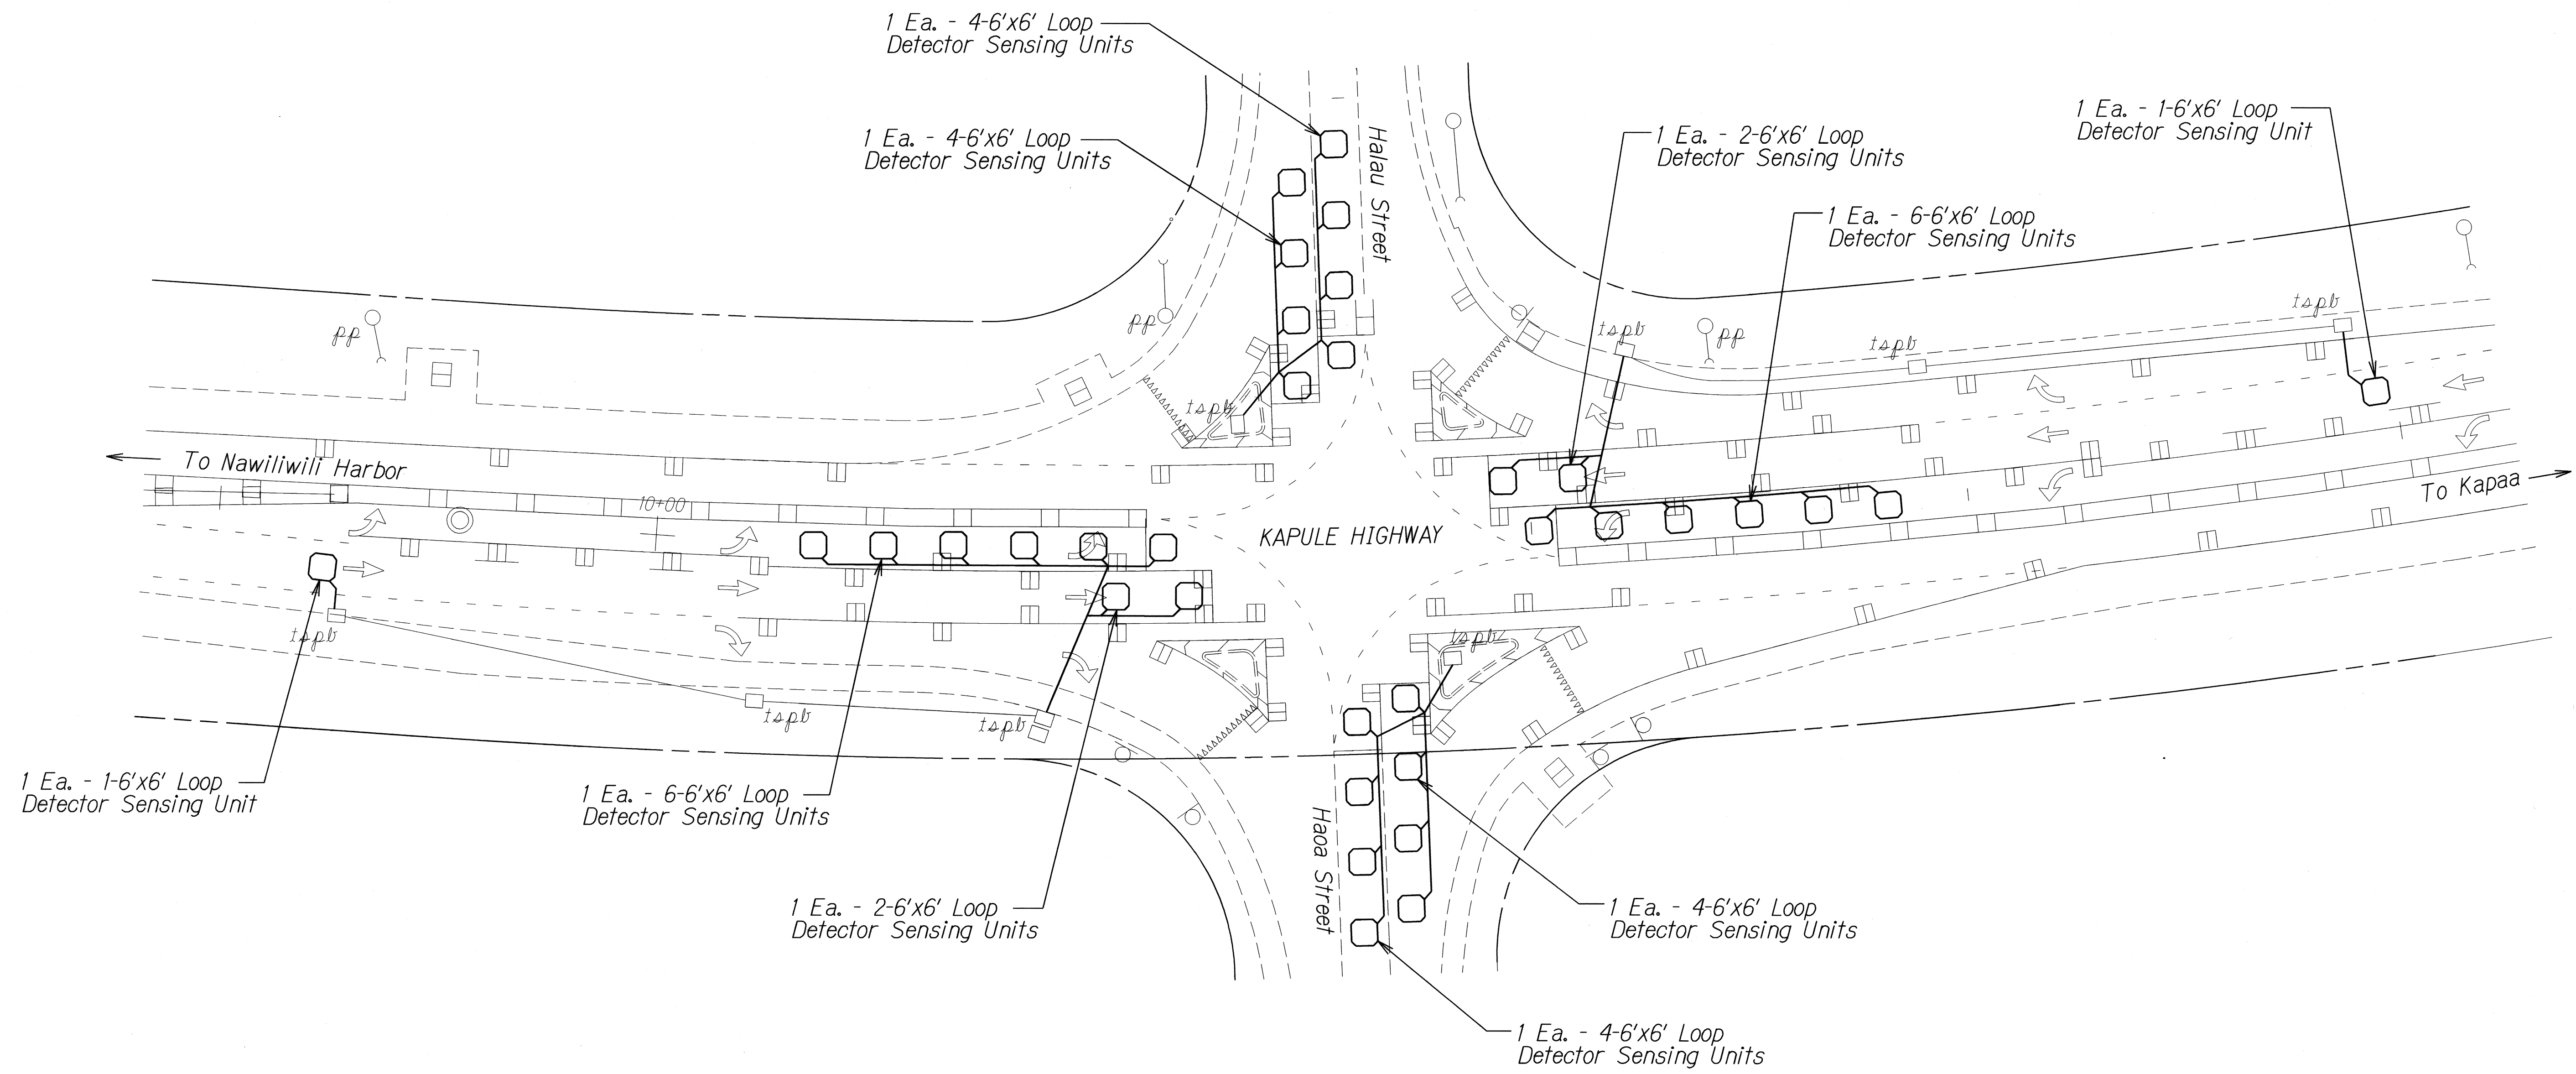 1 Ea. - 4-6'x6' Loop
Detector Sensing Units
1 Ea. - 4-6'x6' Loop
Detector Sensing Units
Halau Street
1 Ea. - 2-6'x6' Loop
Detector Sensing Units
1 Ea. - 1-6'x6' Loop
Detector Sensing Unit
1 Ea. - 6-6'x6' Loop
Detector Sensing Units
tspb
pp
pp
tspb
pp
tspb
tspb
To Nawiliwili Harbor
To Kapaa
10+00
KAPULE HIGHWAY
tspb
tspb
tspb
tspb
1 Ea. - 1-6'x6' Loop
Detector Sensing Unit
1 Ea. - 6-6'x6' Loop
Detector Sensing Units
Haoa Street
1 Ea. - 2-6'x6' Loop
Detector Sensing Units
1 Ea. - 4-6'x6' Loop
Detector Sensing Units
1 Ea. - 4-6'x6' Loop
Detector Sensing Units